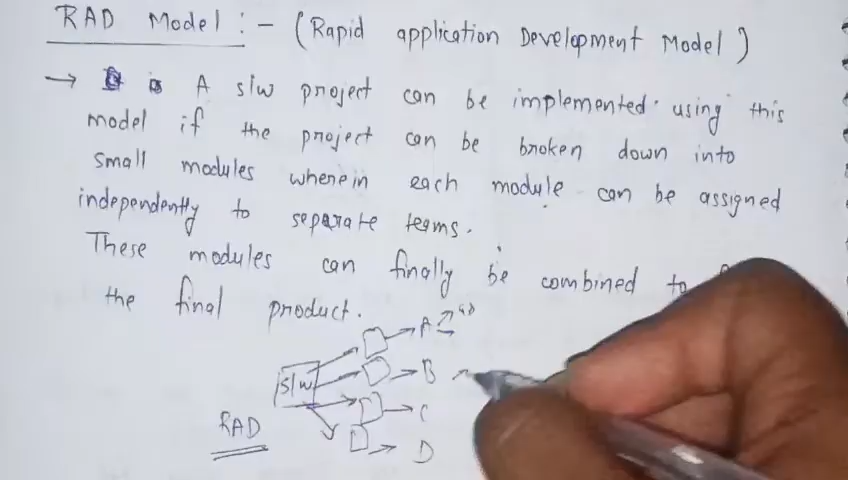 RAD Model :- (Rapid application Development Model)
→ A s/w project can be implemented using this
model if the project can be broken down into
small modules wherein each module can be assigned
independently to separate teams.
These modules can finally be combined to
the final product.
A
s/w B
C
RAD D